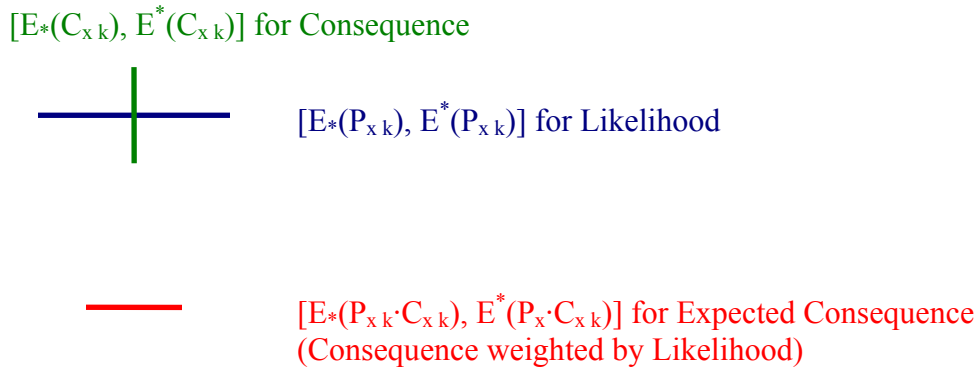 [E*(Cx k), E*(Cx k)] for Consequence
[E*(Px k), E*(Px k)] for Likelihood
[E*(Px k·Cx k), E*(Px·Cx k)] for Expected Consequence
(Consequence weighted by Likelihood)